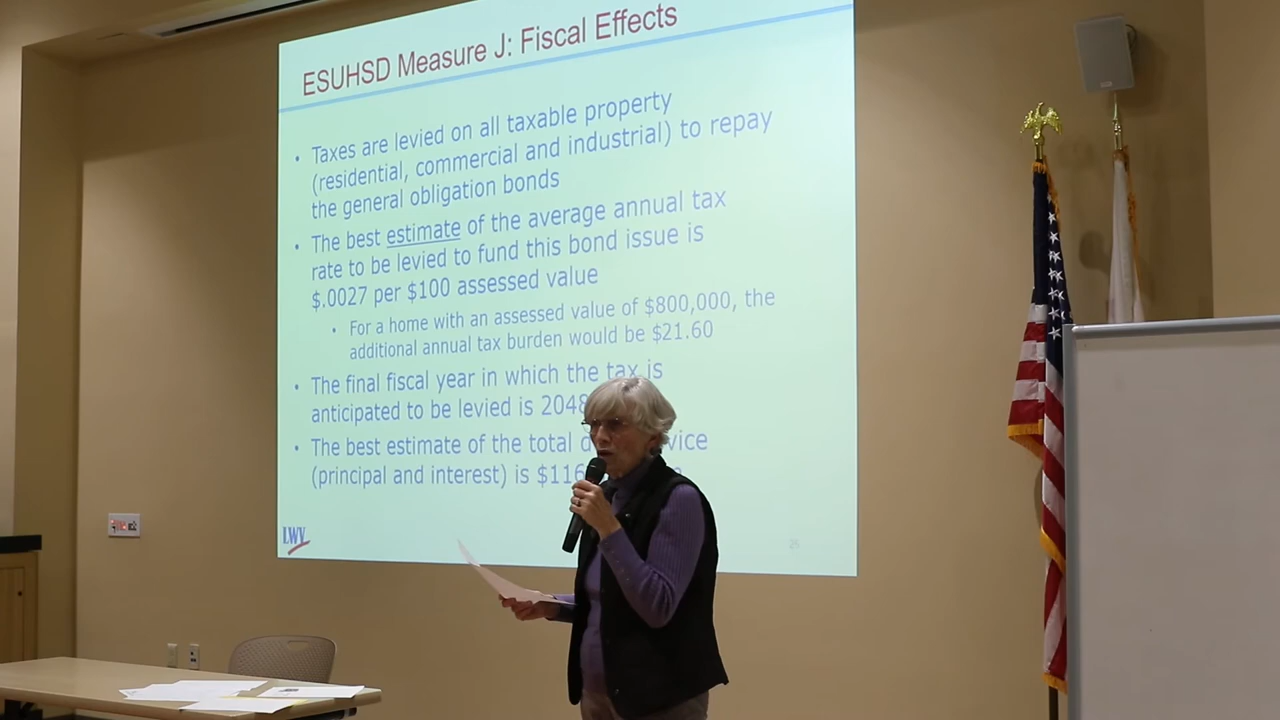 ESUHSD Measure J: Fiscal Effects
• Taxes are levied on all taxable property
(residential, commercial and industrial) to repay
the general obligation bonds
• The best estimate of the average annual tax
rate to be levied to fund this bond issue is
$.0027 per $100 assessed value
• For a home with an assessed value of $800,000, the
additional annual tax burden would be $21.60
• The final fiscal year in which the tax is
anticipated to be levied is 2048
• The best estimate of the total
(principal and interest) is
LWV